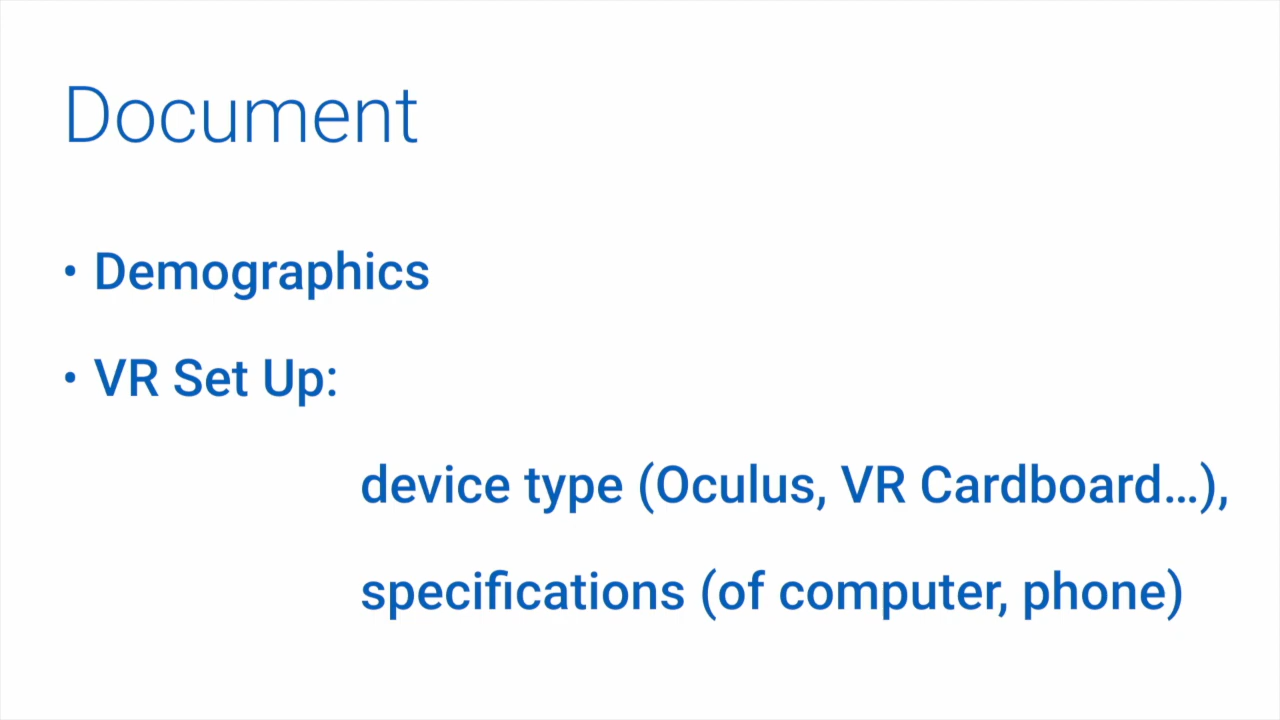 Document
• Demographics
• VR Set Up:
device type (Oculus, VR Cardboard...),
specifications (of computer, phone)